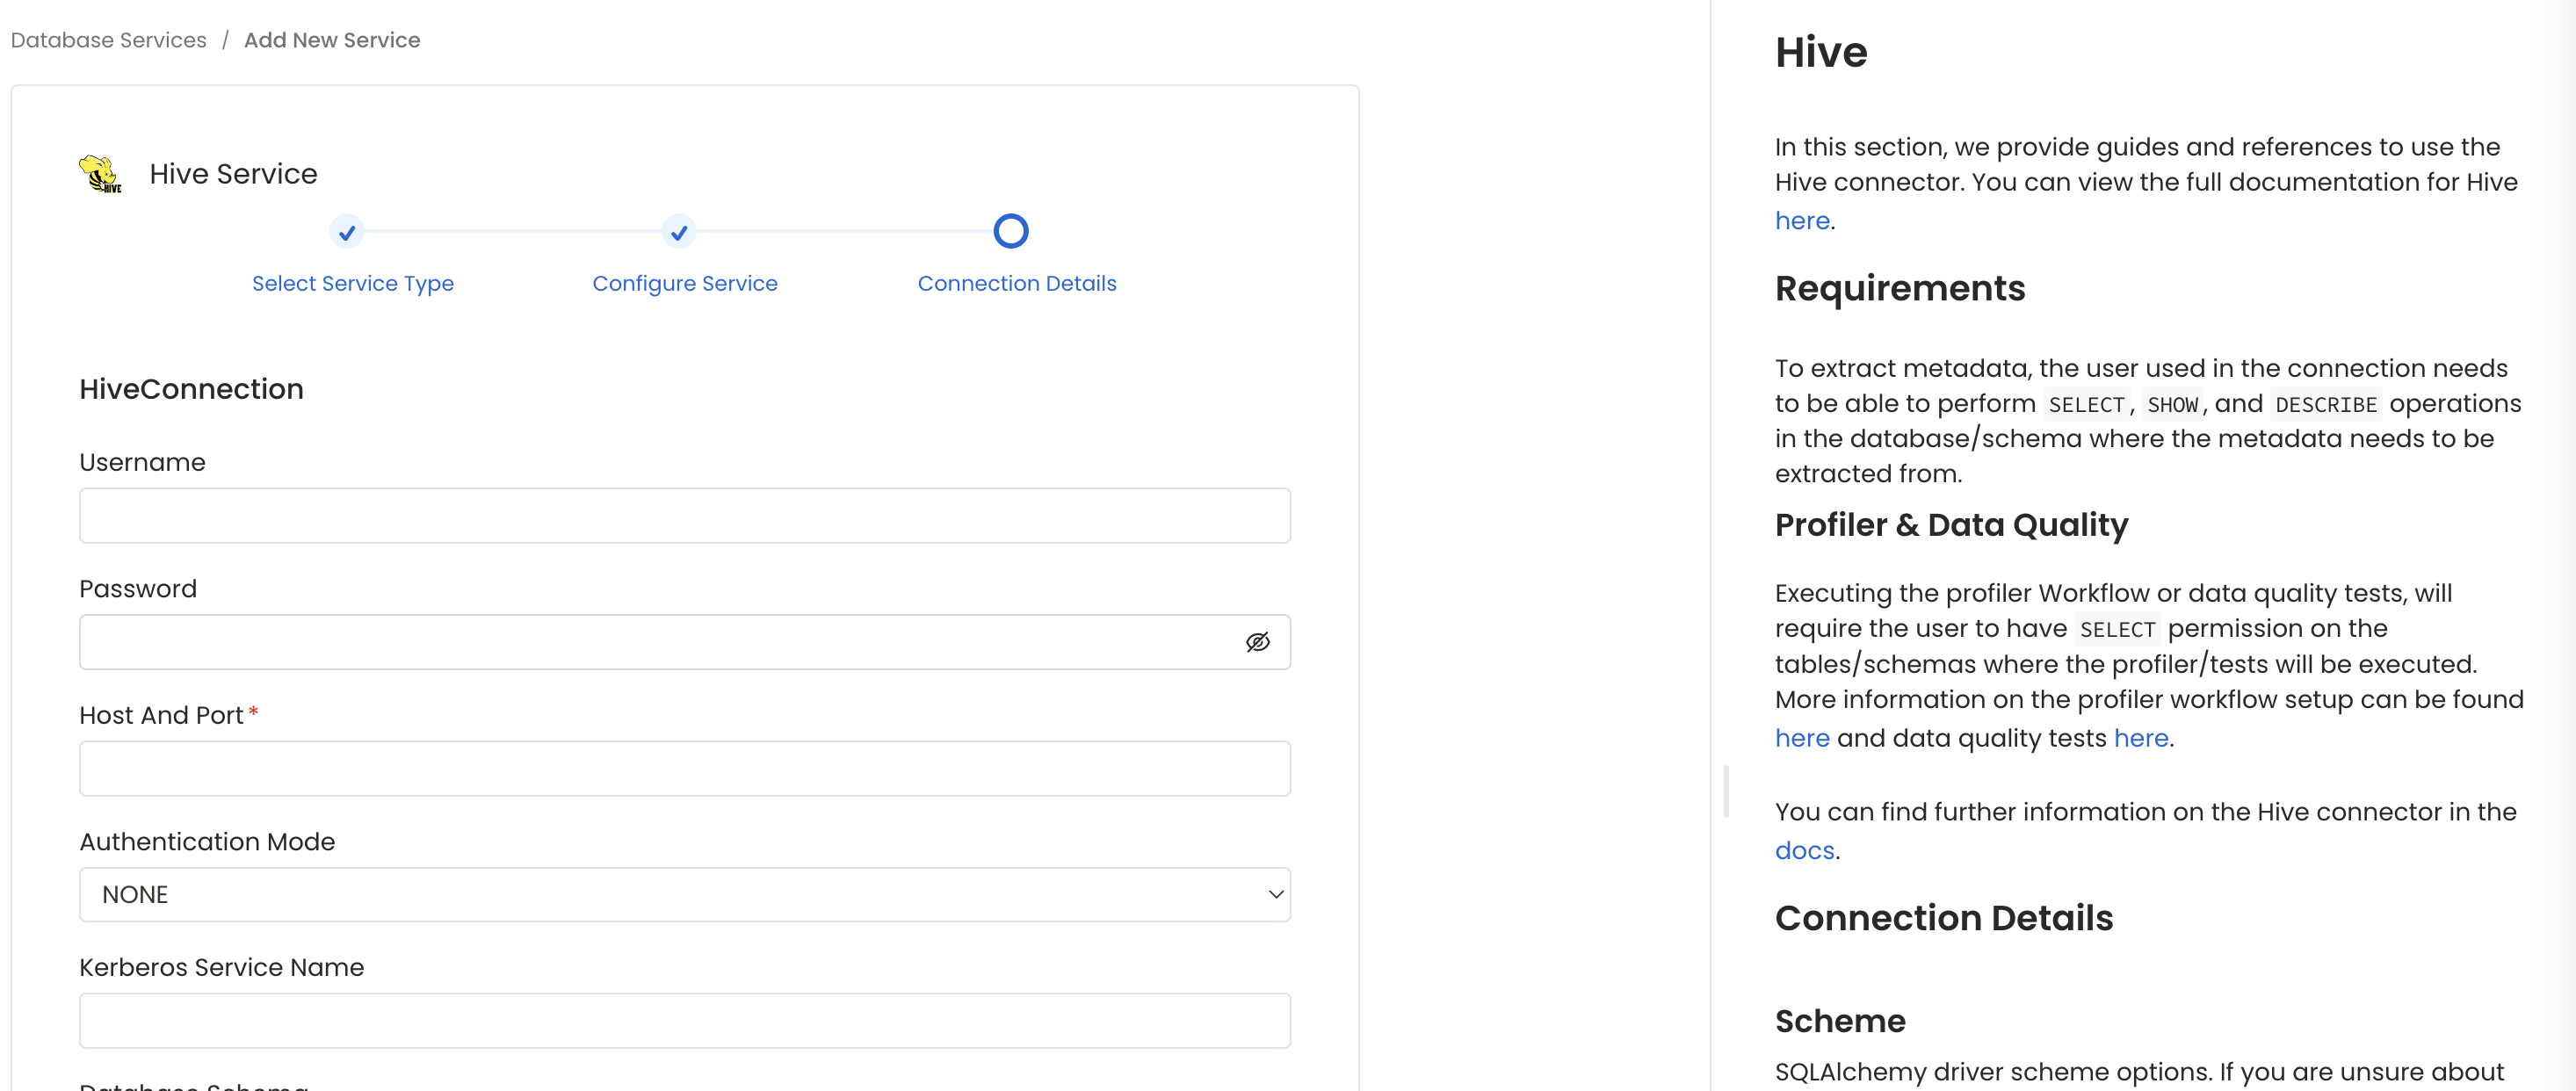 Database Services / Add New Service
HIVE
Hive Service
Select Service Type
Configure Service
Connection Details
HiveConnection
Username
Password
Host And Port*
Authentication Mode
NONE
Kerberos Service Name
Database Schema
Hive
In this section, we provide guides and references to use the
Hive connector. You can view the full documentation for Hive
here.
Requirements
To extract metadata, the user used in the connection needs
to be able to perform SELECT, SHOW, and DESCRIBE operations
in the database/schema where the metadata needs to be
extracted from.
Profiler & Data Quality
Executing the profiler Workflow or data quality tests, will
require the user to have SELECT permission on the
tables/schemas where the profiler/tests will be executed.
More information on the profiler workflow setup can be found
here and data quality tests here.
You can find further information on the Hive connector in the
docs.
Connection Details
Scheme
SQLAlchemy driver scheme options. If you are unsure about